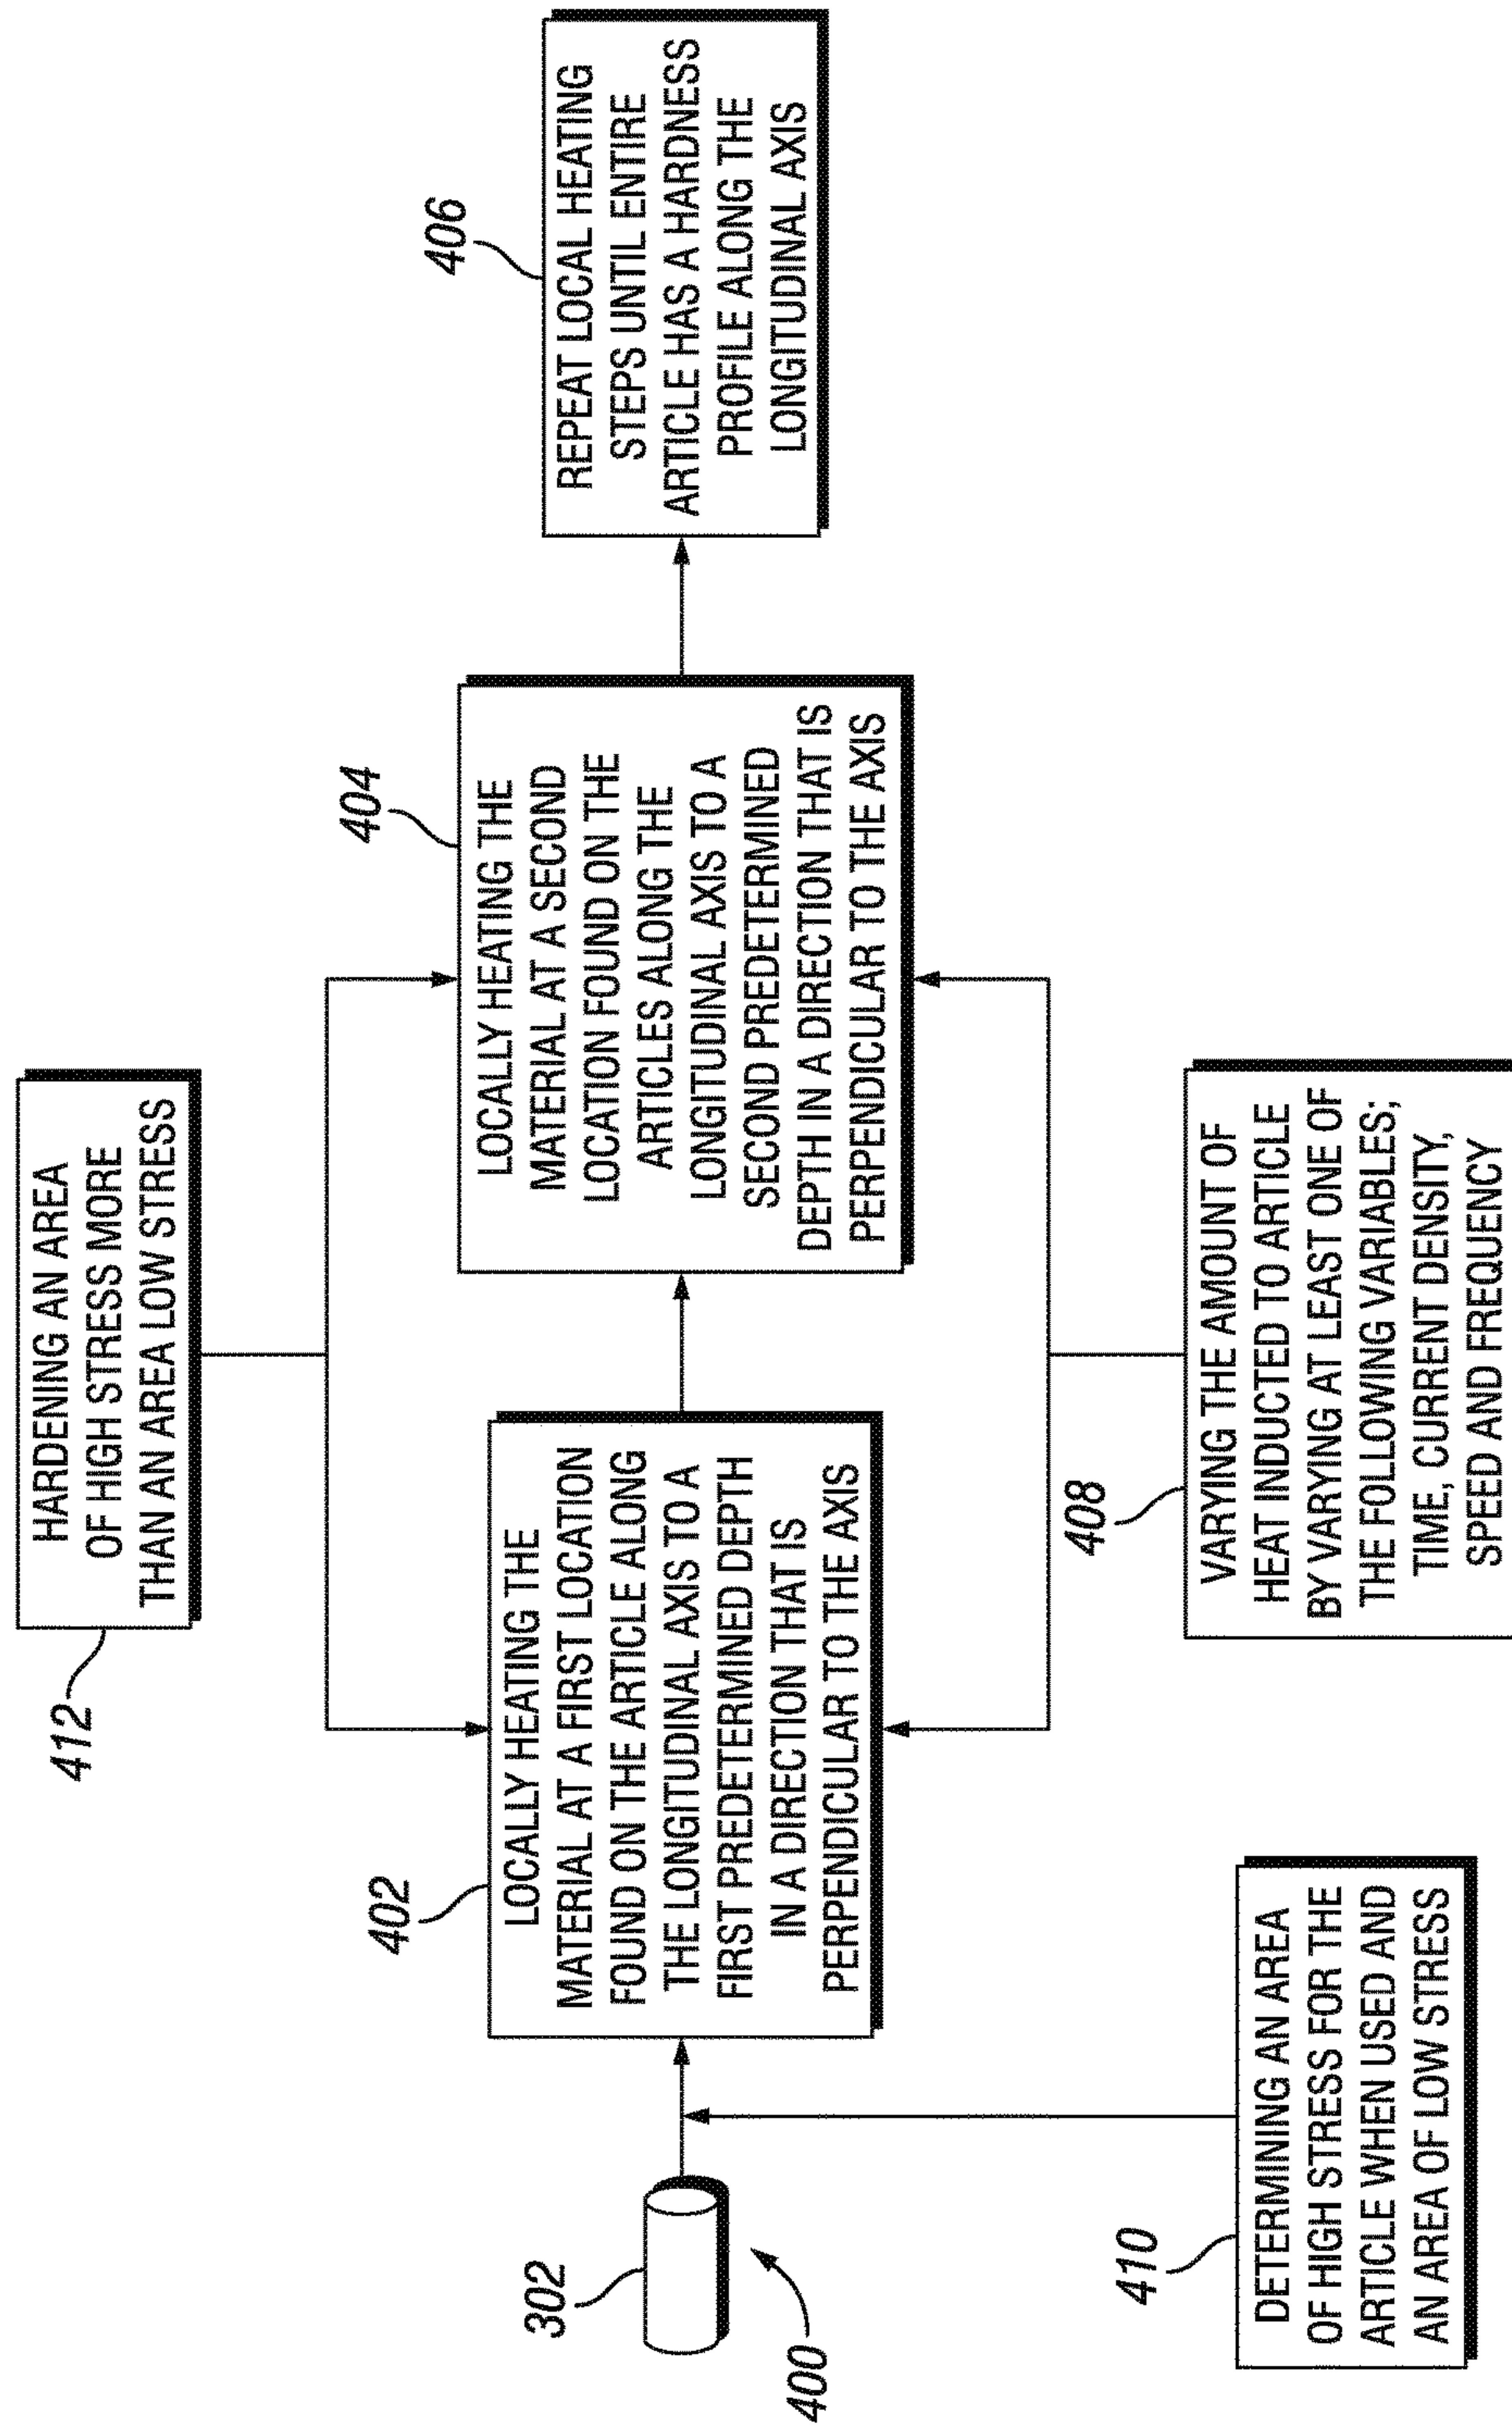 412
HARDENING AN AREA
OF HIGH STRESS MORE
THAN AN AREA LOW STRESS
302
400
402
LOCALLY HEATING THE
MATERIAL AT A FIRST LOCATION
FOUND ON THE ARTICLE ALONG
THE LONGITUDINAL AXIS TO A
FIRST PREDETERMINED DEPTH
IN A DIRECTION THAT IS
PERPENDICULAR TO THE AXIS
404
LOCALLY HEATING THE
MATERIAL AT A SECOND
LOCATION FOUND ON THE
ARTICLES ALONG THE
LONGITUDINAL AXIS TO A
SECOND PREDETERMINED
DEPTH IN A DIRECTION THAT IS
PERPENDICULAR TO THE AXIS
406
REPEAT LOCAL HEATING
STEPS UNTIL ENTIRE
ARTICLE HAS A HARDNESS
PROFILE ALONG THE
LONGITUDINAL AXIS
410
DETERMINING AN AREA
OF HIGH STRESS FOR THE
ARTICLE WHEN USED AND
AN AREA OF LOW STRESS
408
VARYING THE AMOUNT OF
HEAT INDUCTED TO ARTICLE
BY VARYING AT LEAST ONE OF
THE FOLLOWING VARIABLES;
TIME, CURRENT DENSITY,
SPEED AND FREQUENCY